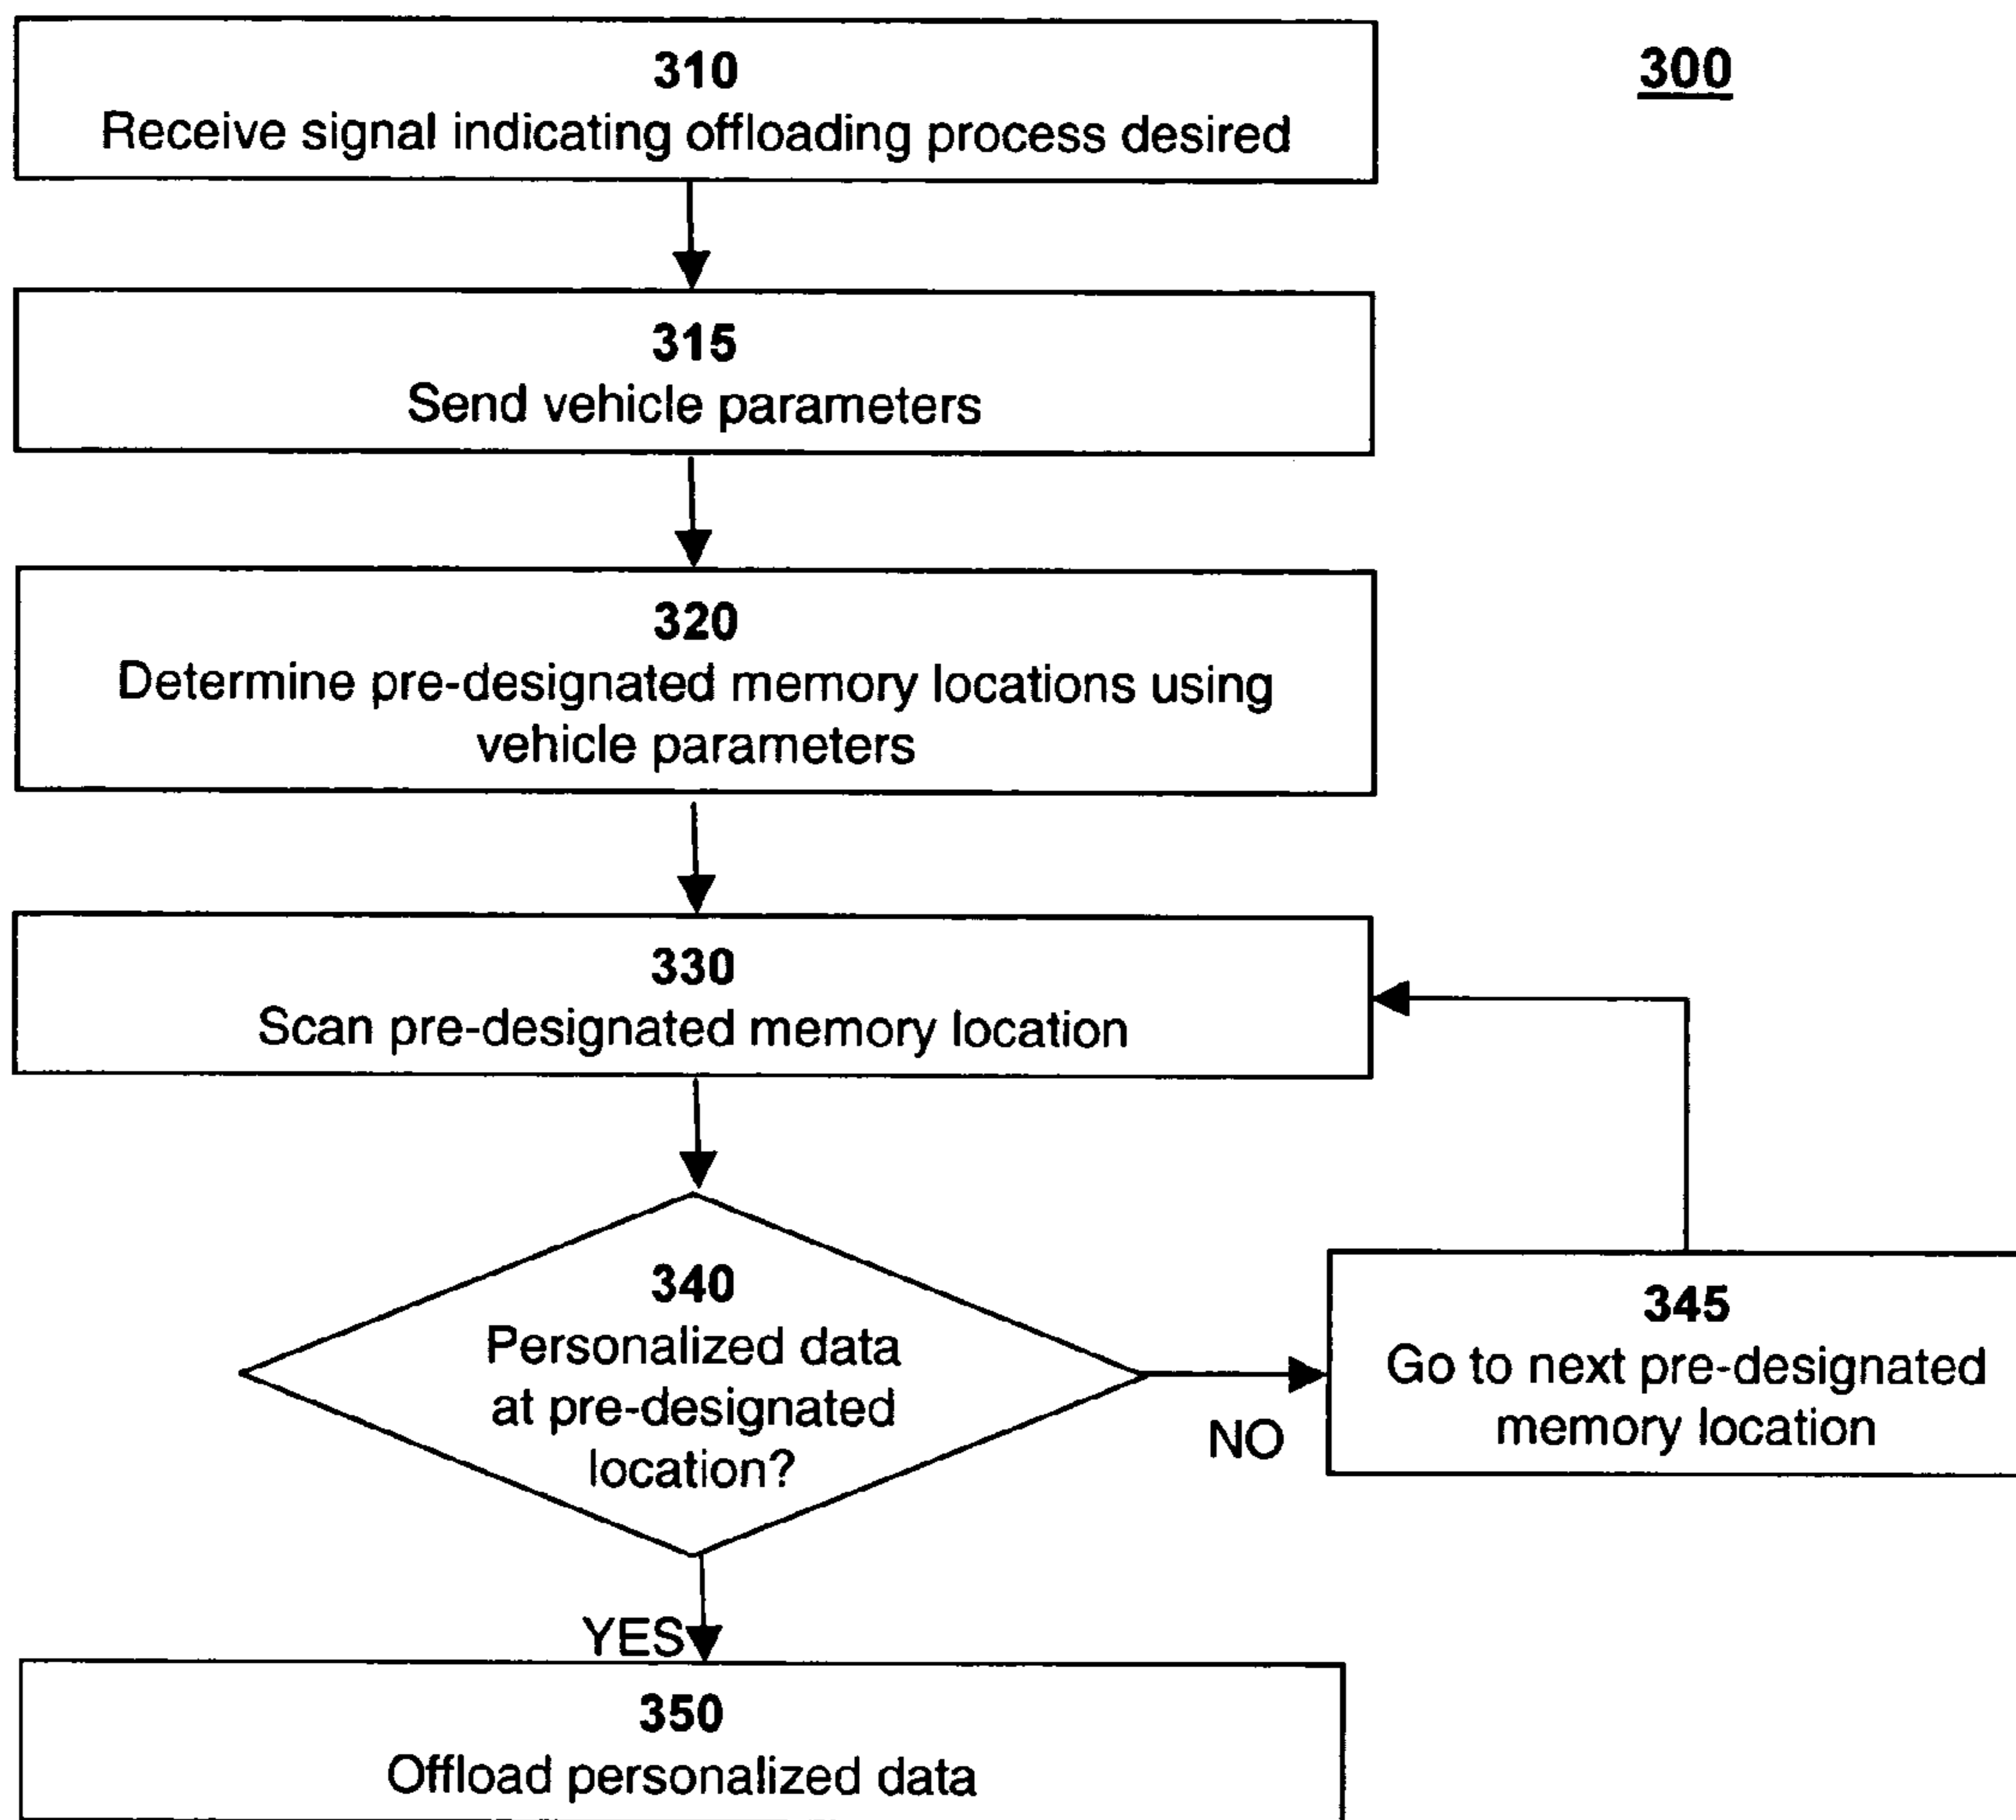 310
Receive signal indicating offloading process desired
300
315
Send vehicle parameters
320
Determine pre-designated memory locations using
vehicle parameters
330
Scan pre-designated memory location
340
Personalized data
at pre-designated
location?
NO
345
Go to next pre-designated
memory location
YES
350
Offload personalized data